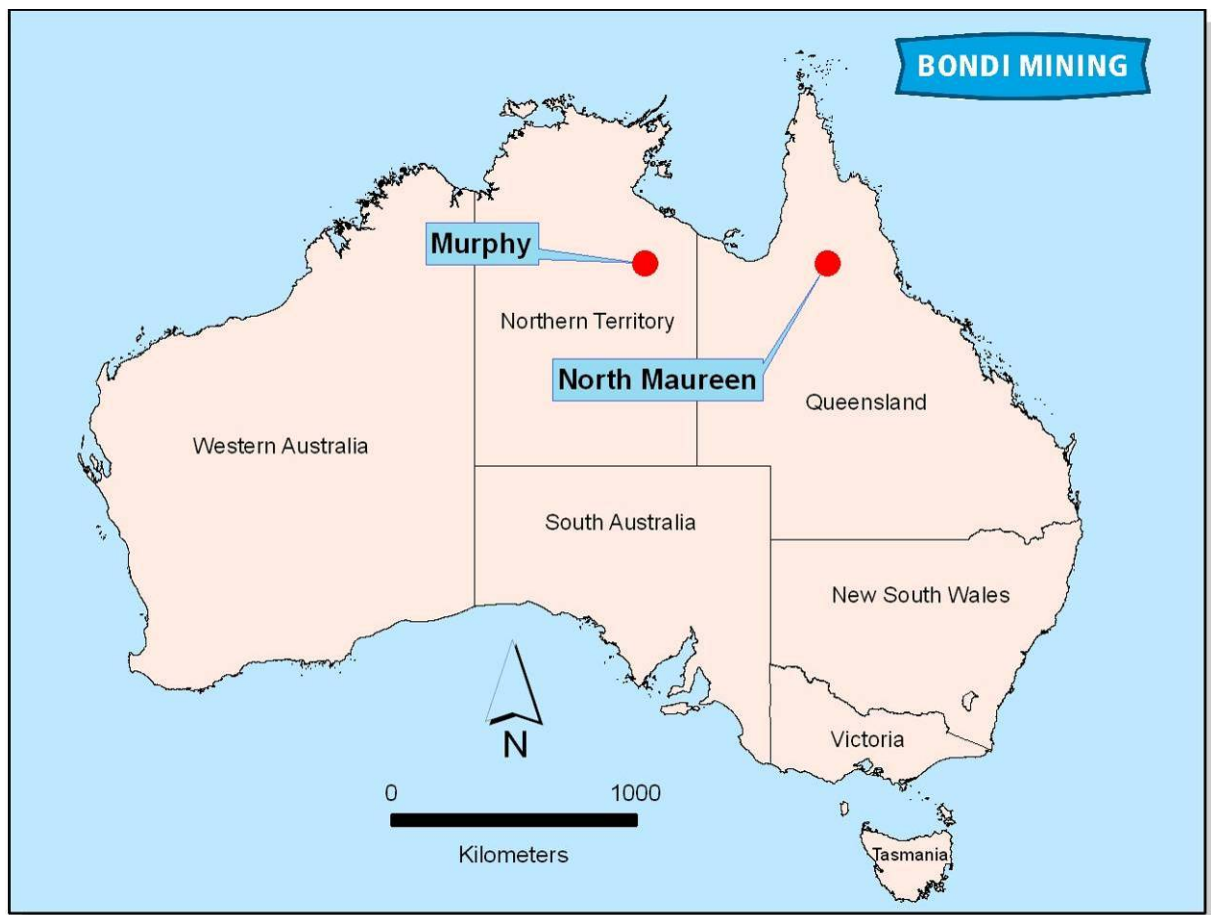 BONDI MINING
Murphy
Northern Territory
North Maureen
Queensland
Western Australia
South Australia
New South Wales
Victoria
N
0 1000
Kilometers
Tasmania